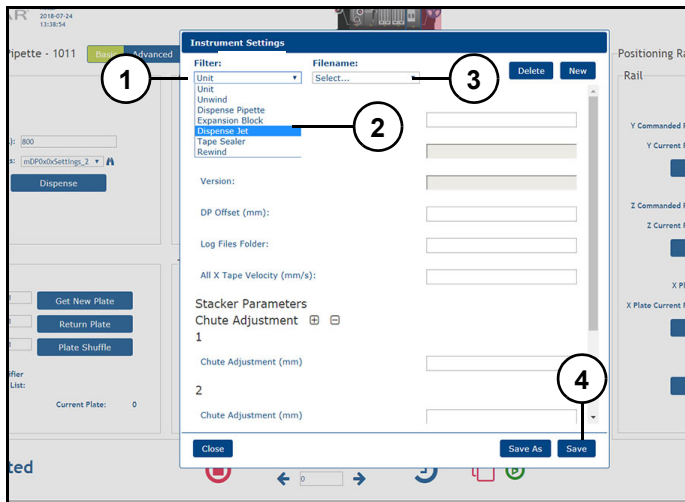 2018-07-24
13:38:54
Pipette - 1011
Basic
Advanced
Positioning
Rail
Instrument Settings
Filter:
Filename:
Unit
Select...
Delete
New
1
3
Unit
Unwind
Dispense Pipette
Expansion Block
Dispense Jet
Tape Sealer
Rewind
2
800
mDP0x0xSettings_2
Dispense
Y Commanded
Y Current
Version:
DP Offset (mm):
Z Commanded
Z Current
Log Files Folder:
All X Tape Velocity (mm/s):
Stacker Parameters
Chute Adjustment
1
Chute Adjustment (mm)
2
Chute Adjustment (mm)
Get New Plate
Return Plate
Plate Shuffle
List:
Current Plate: 0
X Plate Current
4
Close
Save As
Save
0